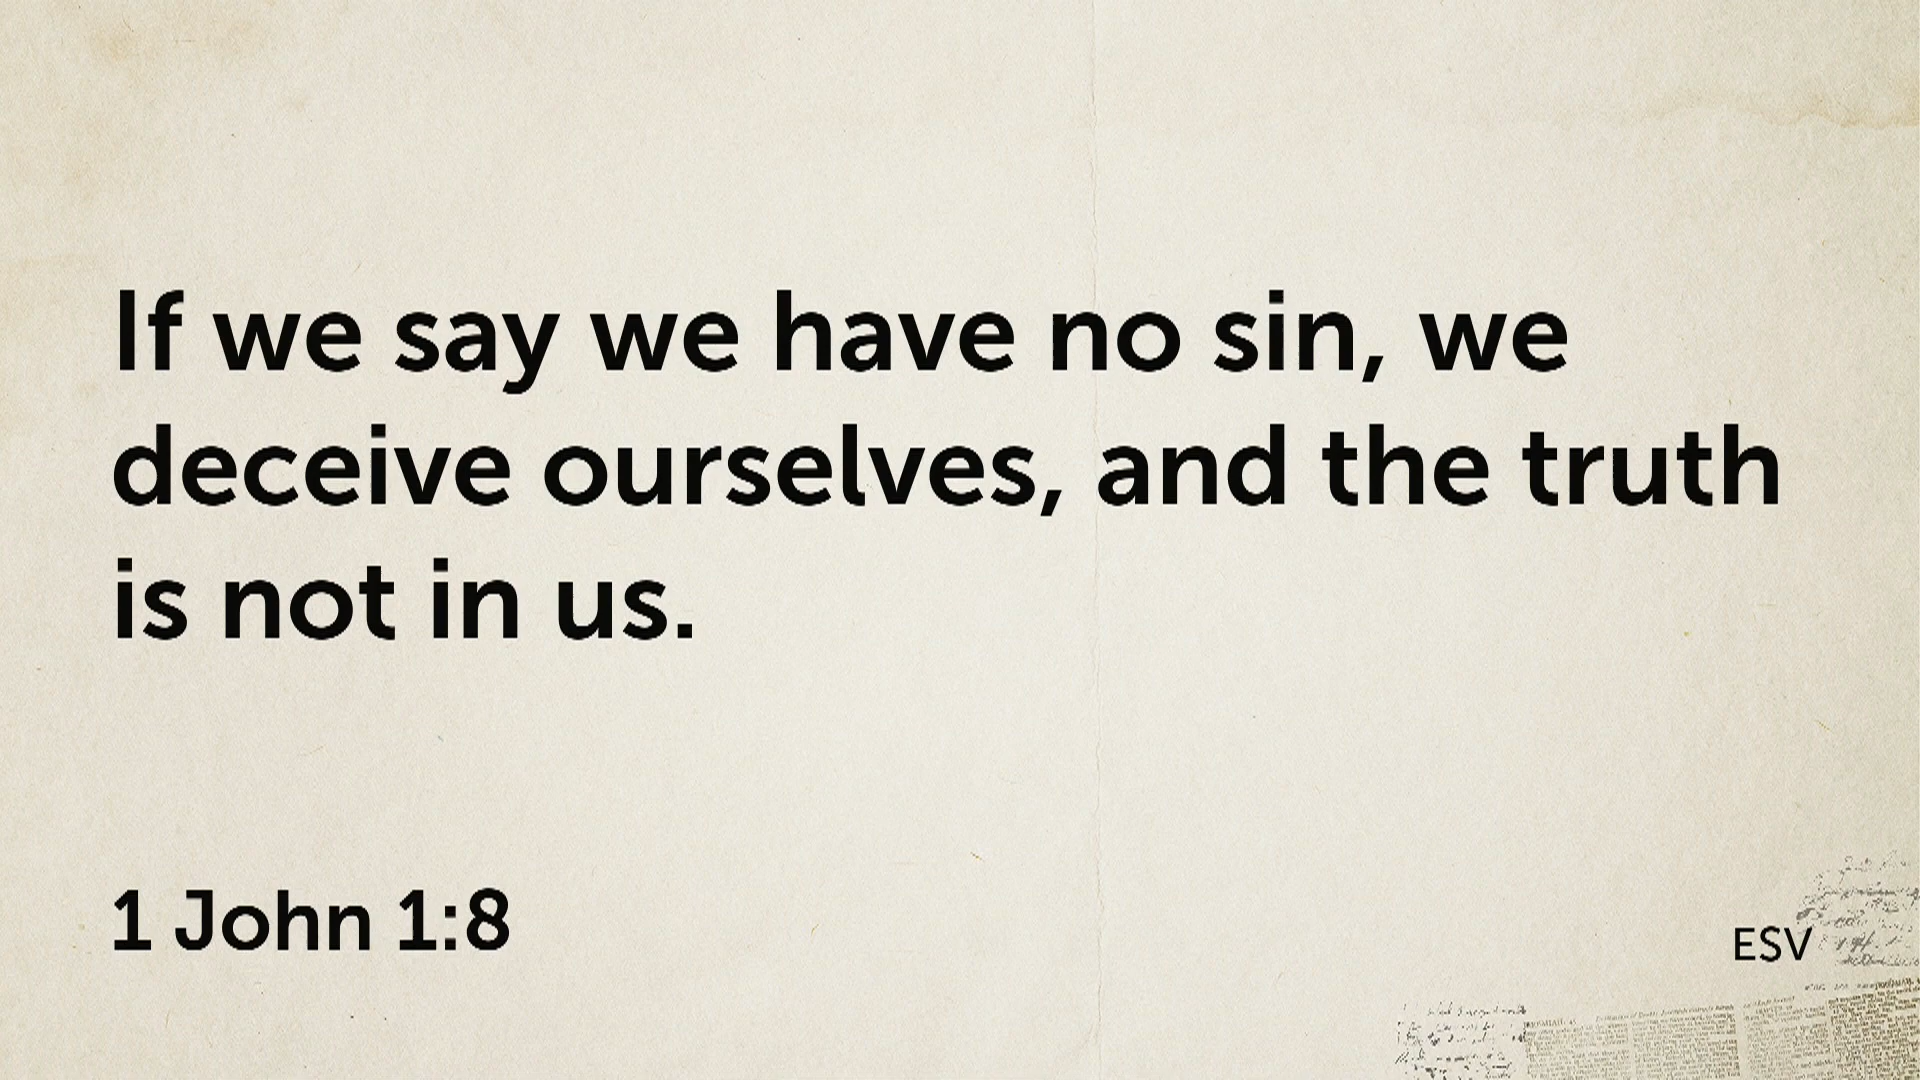 If we say we have no sin, we
deceive ourselves, and the truth
is not in us.
1 John 1:8
ESV